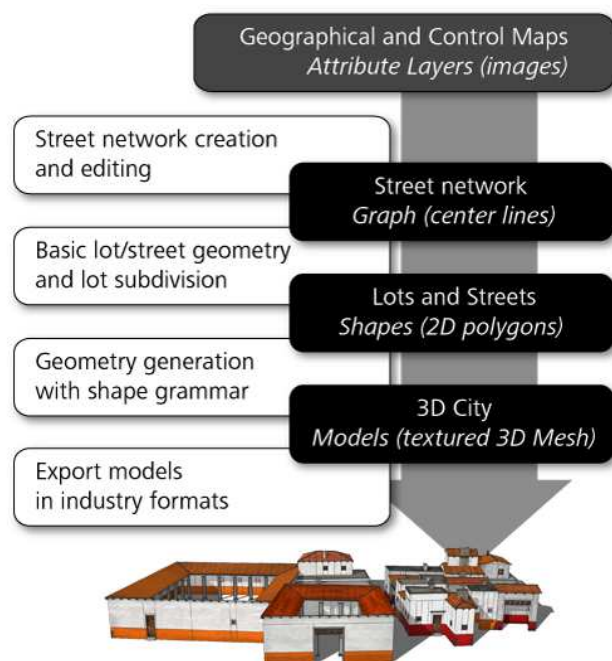 Geographical and Control Maps
Attribute Layers (images)
Street network creation
and editing
Street network
Graph (center lines)
Basic lot/street geometry
and lot subdivision
Lots and Streets
Shapes (2D polygons)
Geometry generation
with shape grammar
3D City
Models (textured 3D Mesh)
Export models
in industry formats